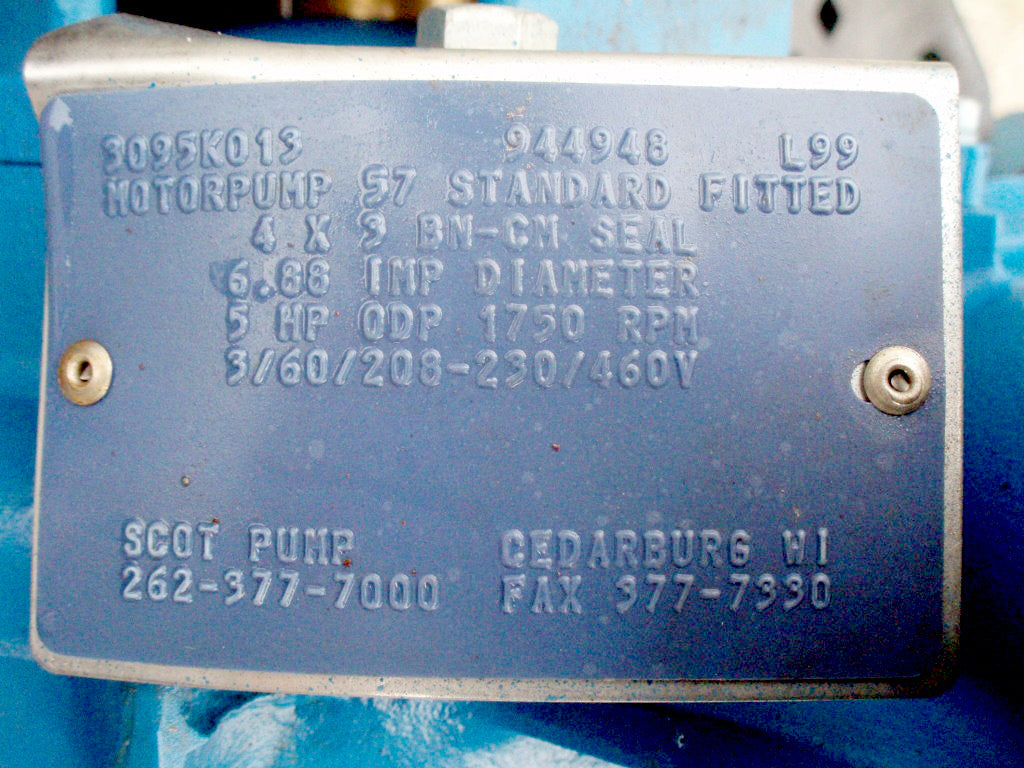 3095K013 944948 L99
MOTORPUMP 57 STANDARD FITTED
4 X 3 BN-CM SEAL
6.88 IMP DIAMETER
5 HP ODP 1750 RPM
3/60/208-230/460V
SCOT PUMP CEDARBURG WI
262-377-7000 FAX 377-7330